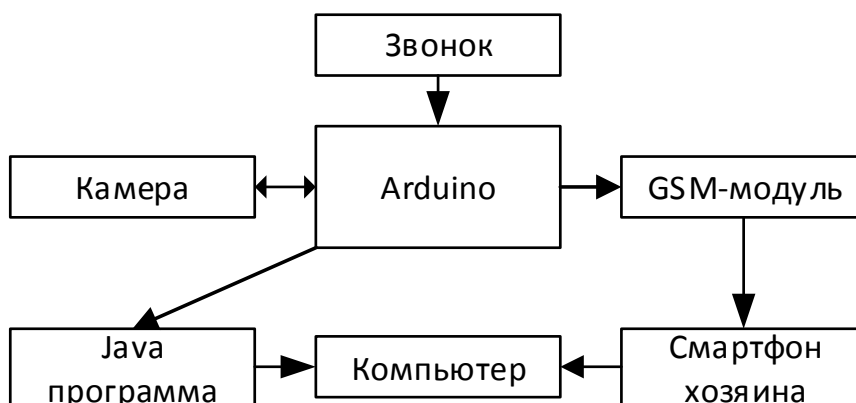 Звонок
Камера
Arduino
GSM-модуль
Java
программа
Компьютер
Смартфон
хозяина